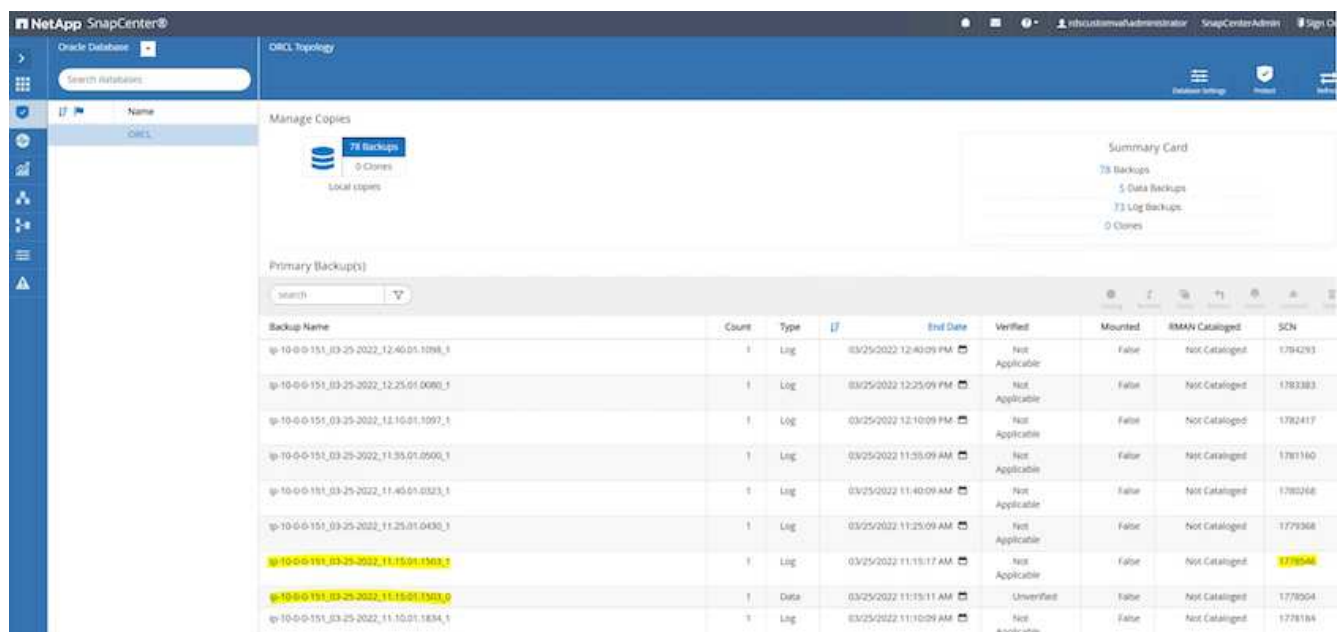 NetApp SnapCenter®
rdscustomval\administrator SnapCenterAdmin Sign O
Oracle Database
Search databases
ORCL Topology
Database Settings Protect
Name
ORCL
Manage Copies
78 Backups
0 Clones
Local copies
Summary Card
78 Backups
5 Data Backups
73 Log Backups
0 Clones
Primary Backup(s)
search
Backup Name Count Type End Date Verified Mounted RMAN Cataloged SCN
ip-10-0-0-151_03-25-2022_12.40.01.1098_1 1 Log 03/25/2022 12:40:09 PM Not Applicable False Not Cataloged 1784293
ip-10-0-0-151_03-25-2022_12.25.01.0080_1 1 Log 03/25/2022 12:25:09 PM Not Applicable False Not Cataloged 1783383
ip-10-0-0-151_03-25-2022_12.10.01.1097_1 1 Log 03/25/2022 12:10:09 PM Not Applicable False Not Cataloged 1782417
ip-10-0-0-151_03-25-2022_11.55.01.0500_1 1 Log 03/25/2022 11:55:09 AM Not Applicable False Not Cataloged 1781160
ip-10-0-0-151_03-25-2022_11.40.01.0323_1 1 Log 03/25/2022 11:40:09 AM Not Applicable False Not Cataloged 1780268
ip-10-0-0-151_03-25-2022_11.25.01.0430_1 1 Log 03/25/2022 11:25:09 AM Not Applicable False Not Cataloged 1779368
ip-10-0-0-151_03-25-2022_11.15.01.1503_1 1 Log 03/25/2022 11:15:17 AM Not Applicable False Not Cataloged 1778546
ip-10-0-0-151_03-25-2022_11.15.01.1503_0 1 Data 03/25/2022 11:15:11 AM Unverified False Not Cataloged 1778504
ip-10-0-0-151_03-25-2022_11.10.01.1834_1 1 Log 03/25/2022 11:10:09 AM Not Applicable False Not Cataloged 1778184